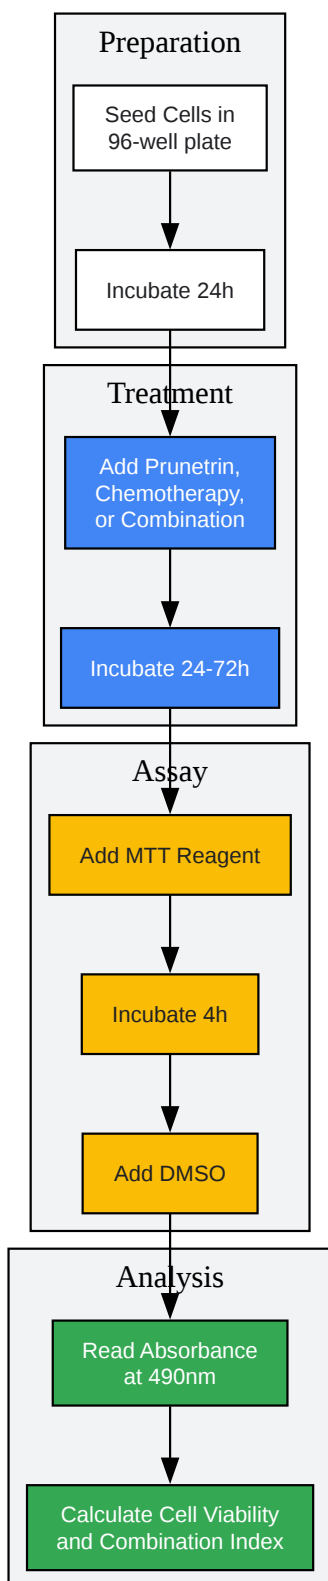 Preparation
Seed Cells in
96-well plate
Incubate 24h
Treatment
Add Prunetrin,
Chemotherapy,
or Combination
Incubate 24-72h
Assay
Add MTT Reagent
Incubate 4h
Add DMSO
Analysis
Read Absorbance
at 490nm
Calculate Cell Viability
and Combination Index